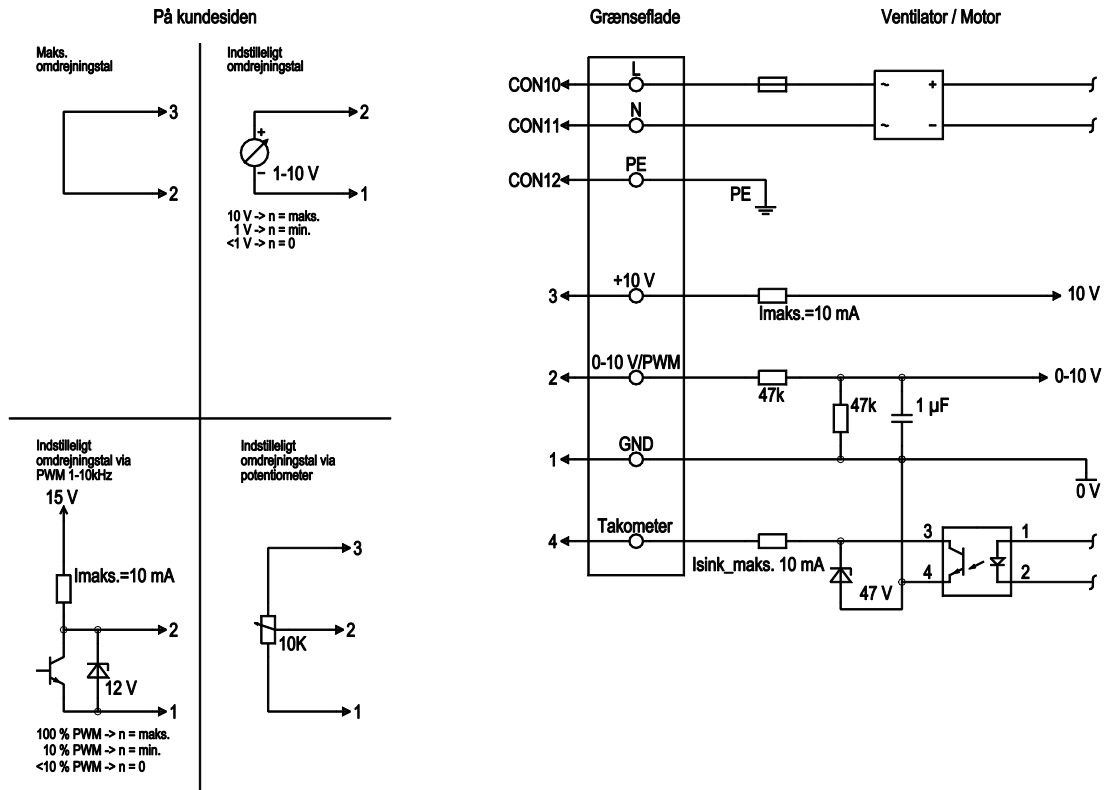 På kundesiden
Grænseflade
Ventilator / Motor
Maks.
omdrejningstal
3
2
Indstilleligt
omdrejningstal
2
+
–
1-10 V
1
10 V -> n = maks.
1 V -> n = min.
<1 V -> n = 0
Indstilleligt
omdrejningstal via
PWM 1-10kHz
15 V
Imaks.=10 mA
2
12 V
1
100 % PWM -> n = maks.
10 % PWM -> n = min.
<10 % PWM -> n = 0
Indstilleligt
omdrejningstal via
potentiometer
3
2
10K
1
L
CON10
~ +
N
CON11
~ –
PE
CON12
PE
+10 V
3
10 V
Imaks.=10 mA
0-10 V/PWM
2
0-10 V
47k
47k
1 µF
GND
1
0 V
Takometer
4
3
1
Isink_maks. 10 mA
4
2
47 V